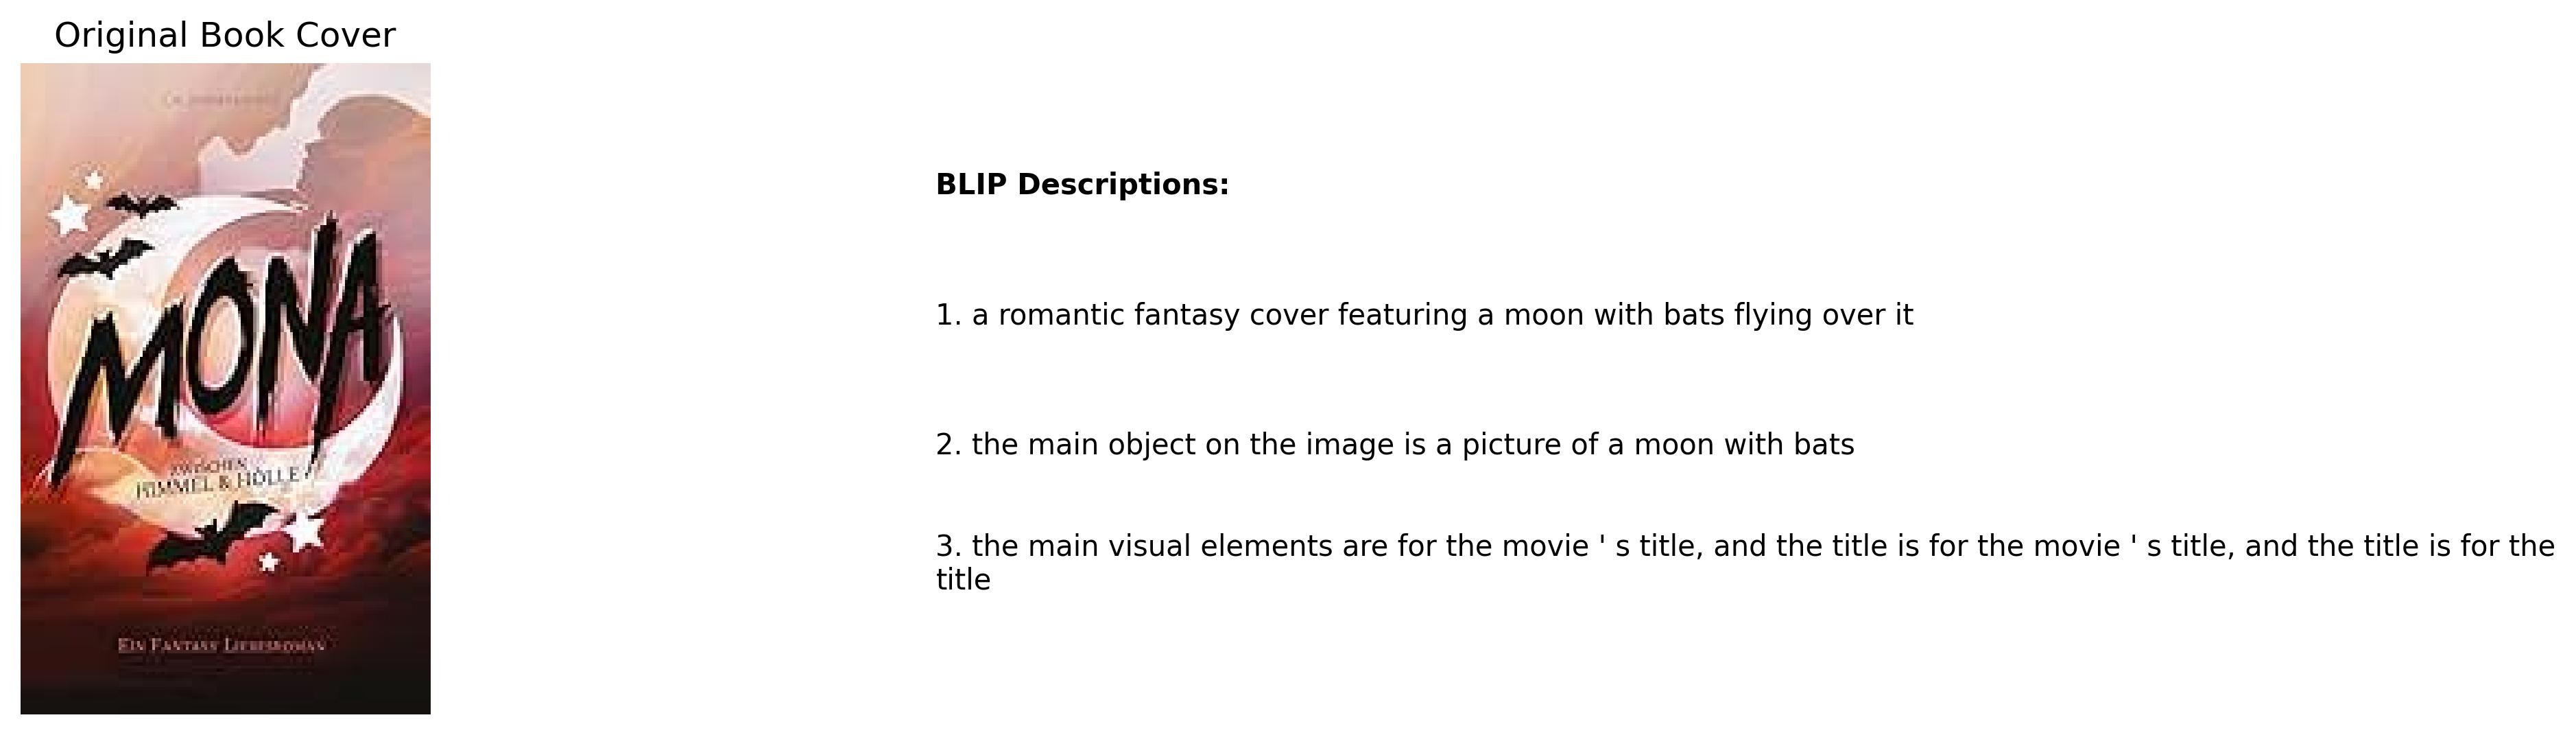 Original Book Cover
MONA
ZWISCHEN
HIMMEL & HÖLLE
EIN FANTASY LIEBESROMAN
BLIP Descriptions:
1. a romantic fantasy cover featuring a moon with bats flying over it
2. the main object on the image is a picture of a moon with bats
3. the main visual elements are for the movie ' s title, and the title is for the movie ' s title, and the title is for the
title